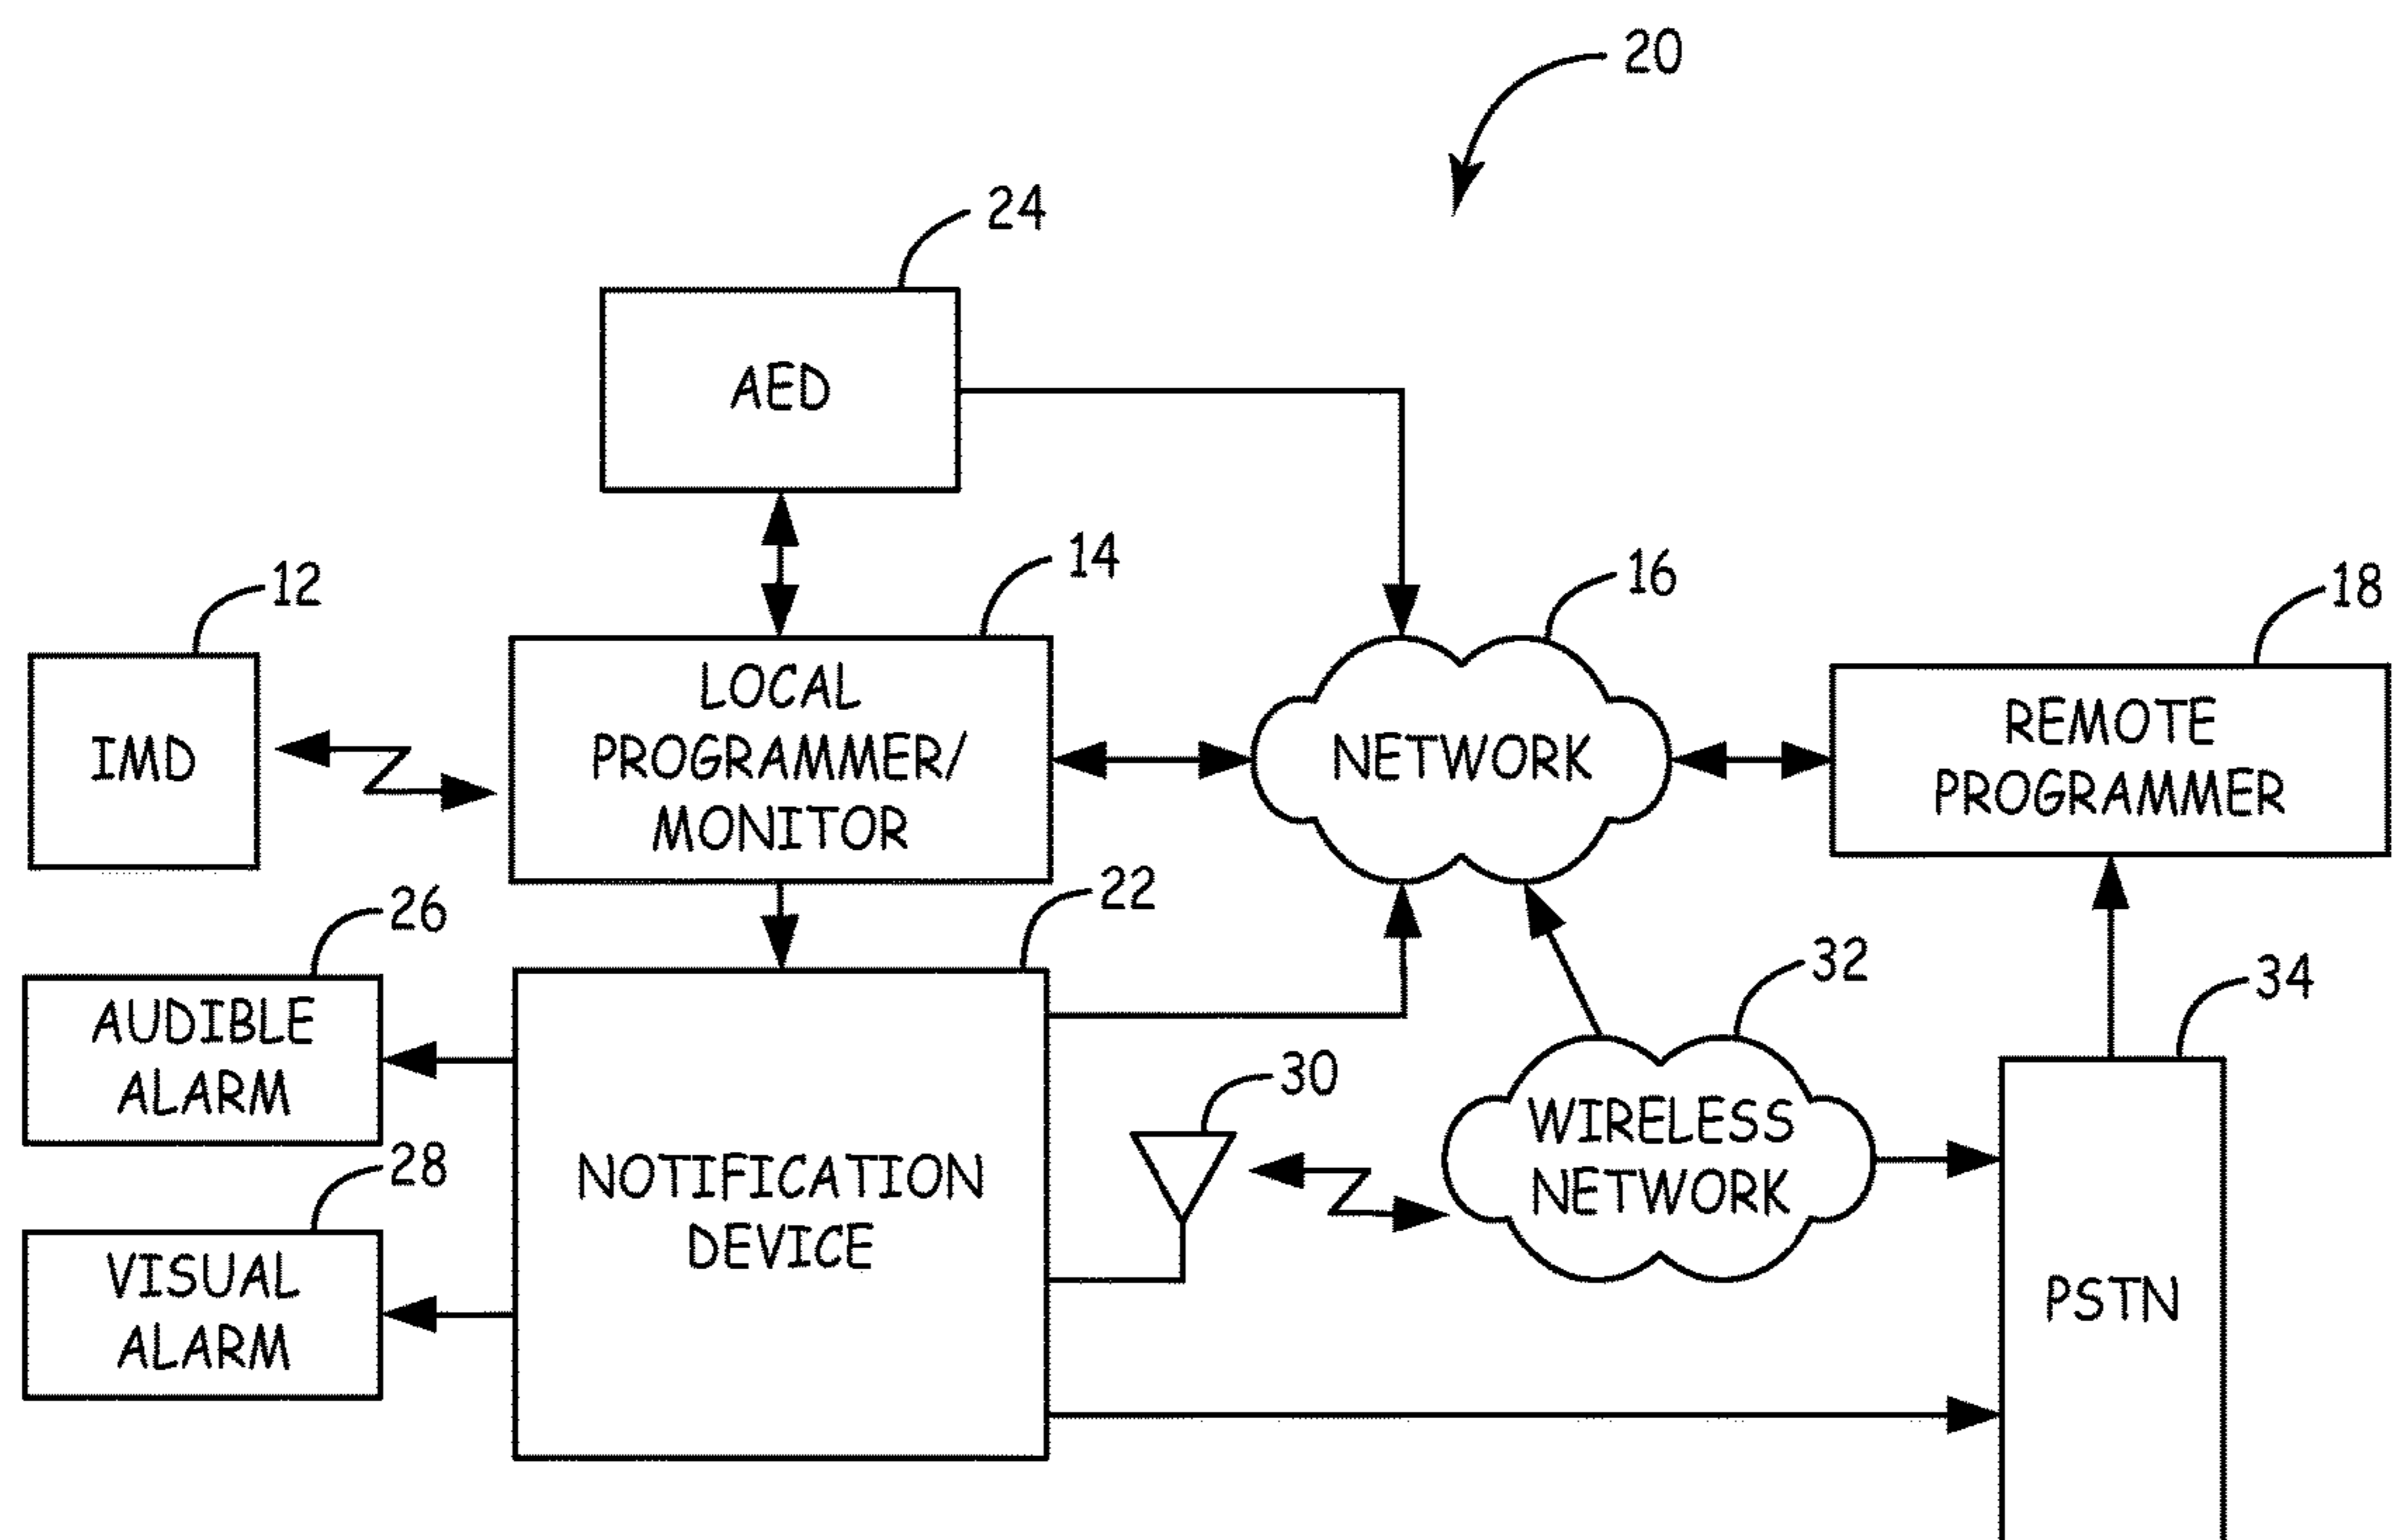 20
24
AED
12
14
16
18
IMD
LOCAL
PROGRAMMER/
MONITOR
NETWORK
REMOTE
PROGRAMMER
26
22
32
34
AUDIBLE
ALARM
30
28
NOTIFICATION
DEVICE
WIRELESS
NETWORK
VISUAL
ALARM
PSTN